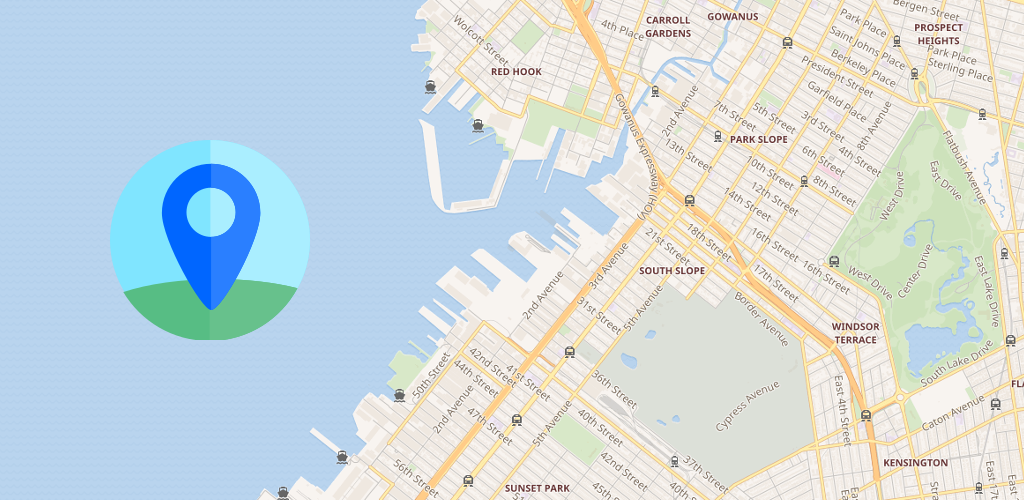 Bergen Street
CARROLL
GARDENS
GOWANUS
Park Place
PROSPECT
HEIGHTS
4th Place
Wolcott Street
Saint Johns Place
Park Place
Sterling Place
Berkeley Place
President Street
RED HOOK
Garfield Place
2nd Avenue
7th Street
5th Street
3rd Street
4th Street
8th Avenue
Gowanus Expressway (HOV)
PARK SLOPE
13th Street
6th Street
Flatbush Avenue
10th Street
8th Street
West Drive
East Drive
12th Street
14th Street
18th Street
21st Street
16th Street
16th Street
17th Street
West Drive
Center Drive
East Lake Drive
3rd Avenue
SOUTH SLOPE
2nd Avenue
31st Street
5th Avenue
Border Avenue
WINDSOR
TERRACE
South Lake Drive
42nd Street
41st Street
44th Street
50th Street
36th Street
East 4th Street
Cypress Avenue
2nd Avenue
47th Street
5th Avenue
40th Street
Caton Avenue
FLA
56th Street
42nd Street
37th Street
KENSINGTON
SUNSET PARK
East 17t